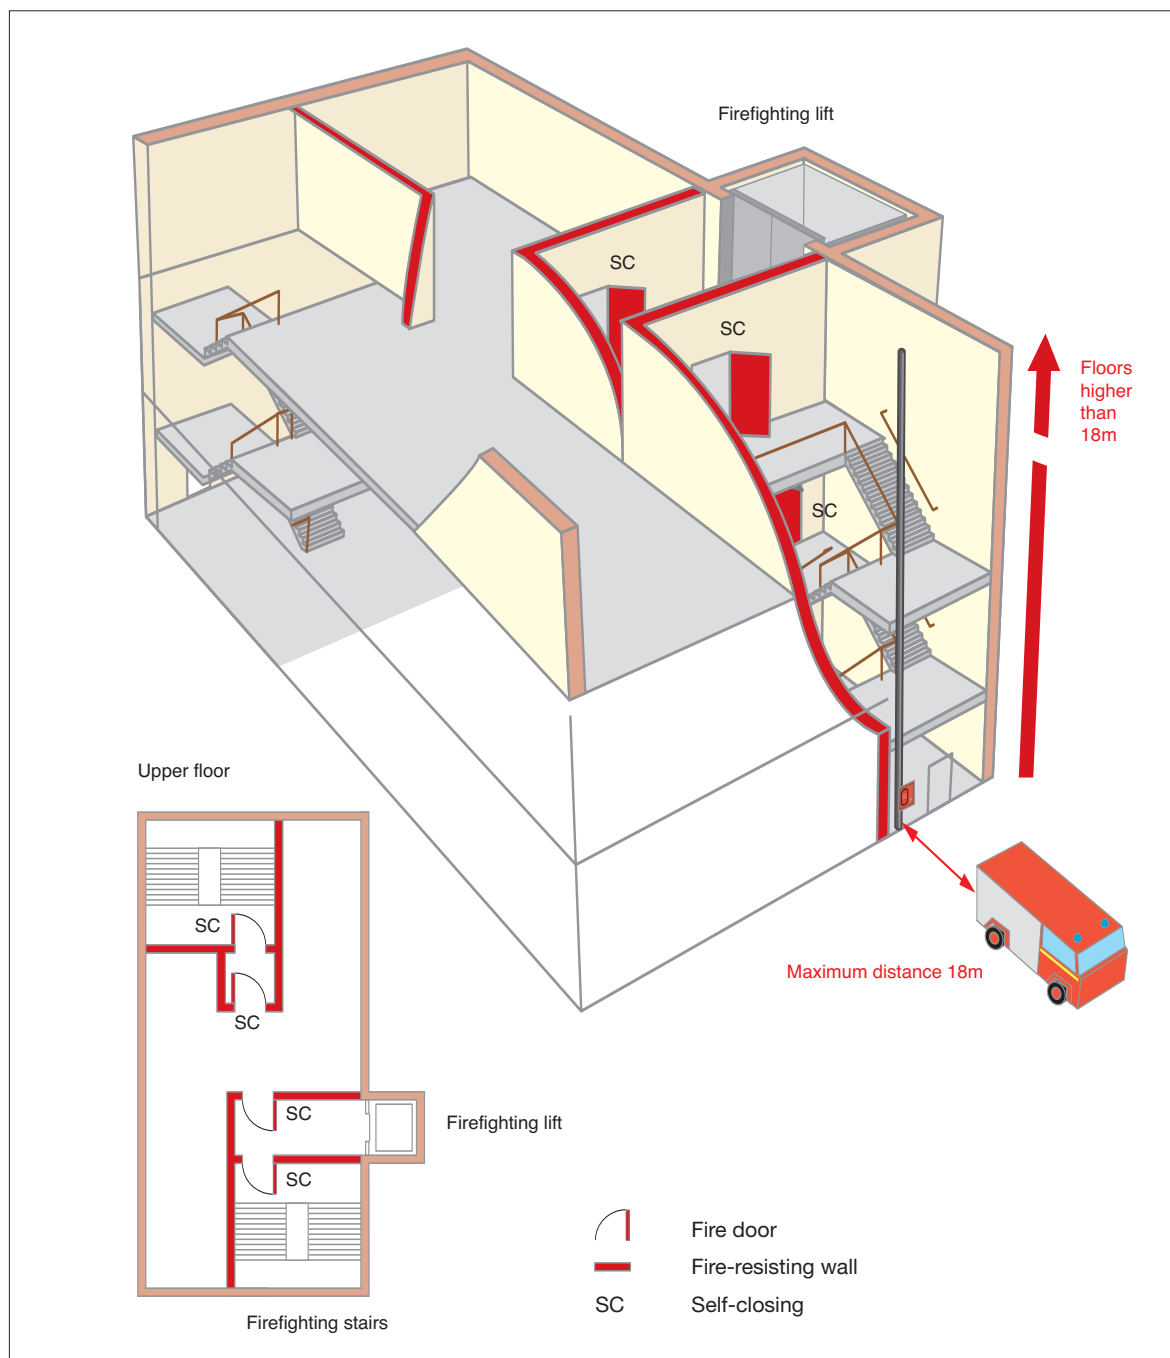 Firefighting lift
SC
SC
Floors
higher
than
18m
SC
Upper floor
SC
Maximum distance 18m
SC
SC
Firefighting lift
SC
Fire door
Fire-resisting wall
SC Self-closing
Firefighting stairs